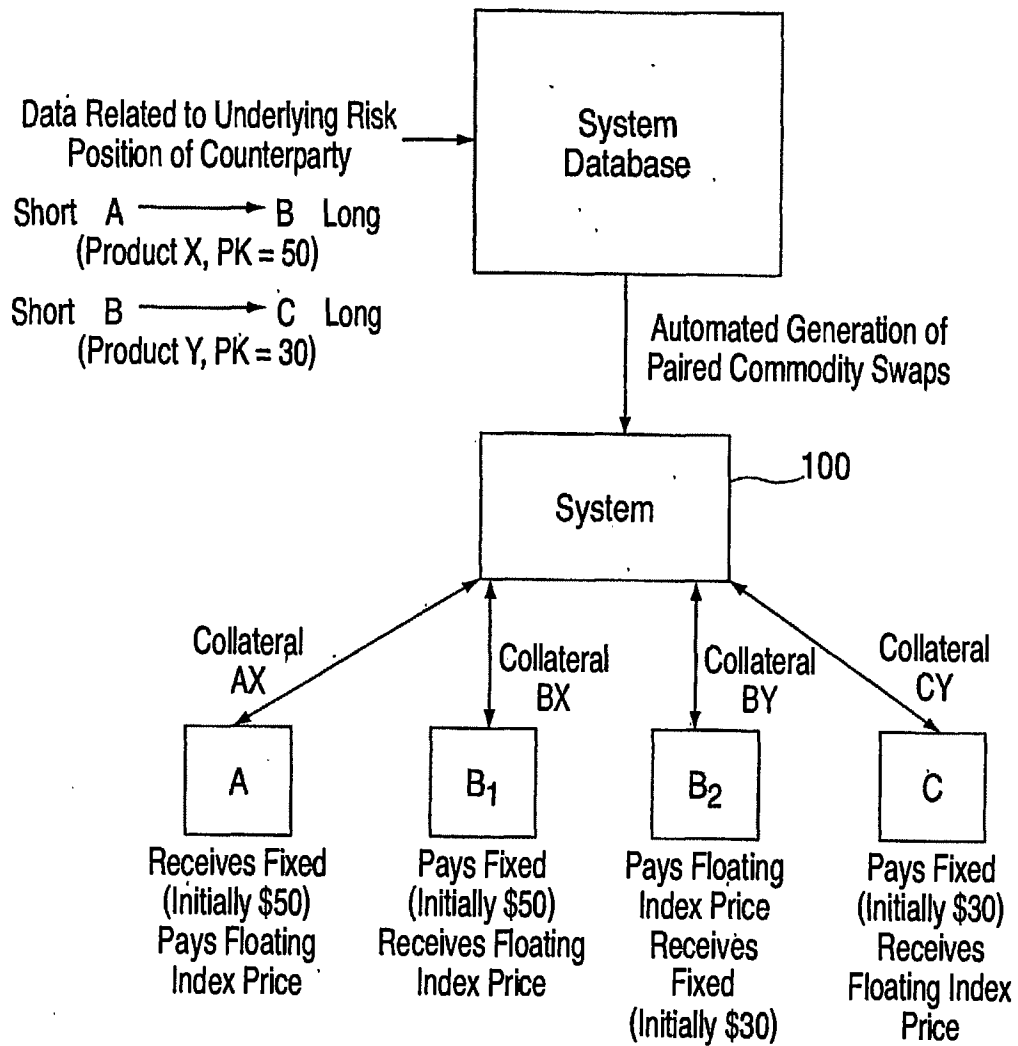 System
Database
Data Related to Underlying Risk
Position of Counterparty
Short A B Long
(Product X, PK = 50)
Short B C Long
(Product Y, PK = 30)
Automated Generation of
Paired Commodity Swaps
System
100
Collateral
AX
Collateral
BX
Collateral
BY
Collateral
CY
A
B1
B2
C
Receives Fixed
(Initially $50)
Pays Floating
Index Price
Pays Fixed
(Initially $50)
Receives Floating
Index Price
Pays Floating
Index Price
Receives
Fixed
(Initially $30)
Pays Fixed
(Initially $30)
Receives
Floating Index
Price